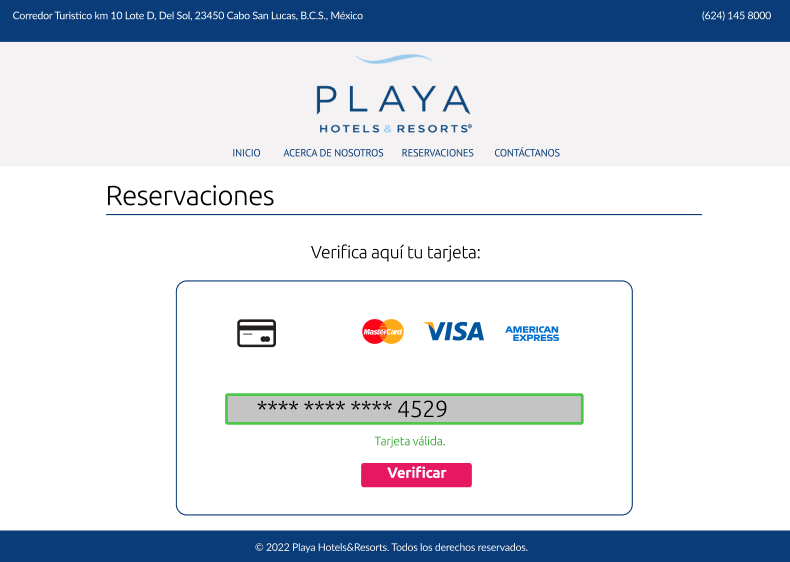 Corredor Turistico km 10 Lote D, Del Sol, 23450 Cabo San Lucas, B.C.S., México
(624) 145 8000
PLAYA
HOTELS & RESORTS®
INICIO ACERCA DE NOSOTROS RESERVACIONES CONTÁCTANOS
Reservaciones
Verifica aquí tu tarjeta:
MasterCard VISA AMERICAN EXPRESS
**** **** **** 4529
Tarjeta válida.
Verificar
© 2022 Playa Hotels&Resorts. Todos los derechos reservados.